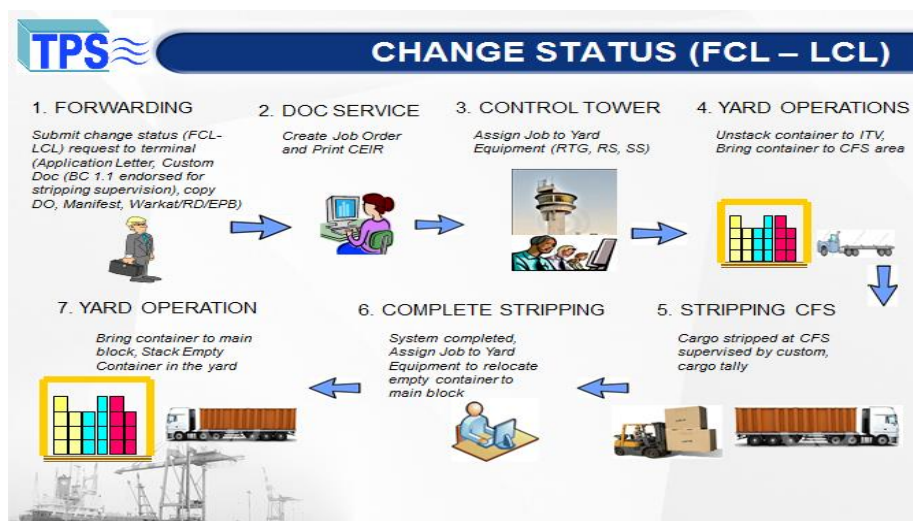 TPS
CHANGE STATUS (FCL – LCL)
1. FORWARDING
Submit change status (FCL-
LCL) request to terminal
(Application Letter, Custom
Doc (BC 1.1 endorsed for
stripping supervision), copy
DO, Manifest, Warkat/RD/EPB)
2. DOC SERVICE
Create Job Order
and Print CEIR
3. CONTROL TOWER
Assign Job to Yard
Equipment (RTG, RS, SS)
4. YARD OPERATIONS
Unstack container to ITV,
Bring container to CFS area
5. STRIPPING CFS
Cargo stripped at CFS
supervised by custom,
cargo tally
6. COMPLETE STRIPPING
System completed,
Assign Job to Yard
Equipment to relocate
empty container to
main block
7. YARD OPERATION
Bring container to main
block, Stack Empty
Container in the yard